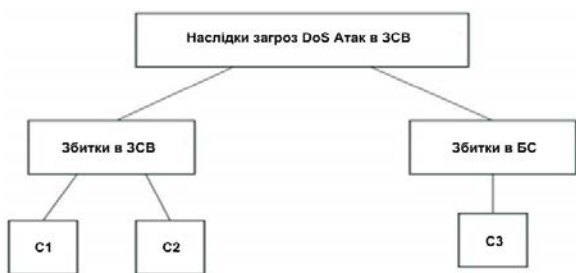 Наслідки загроз DoS Атак в ЗСВ
Збитки в ЗСВ
Збитки в БС
С1
С2
С3